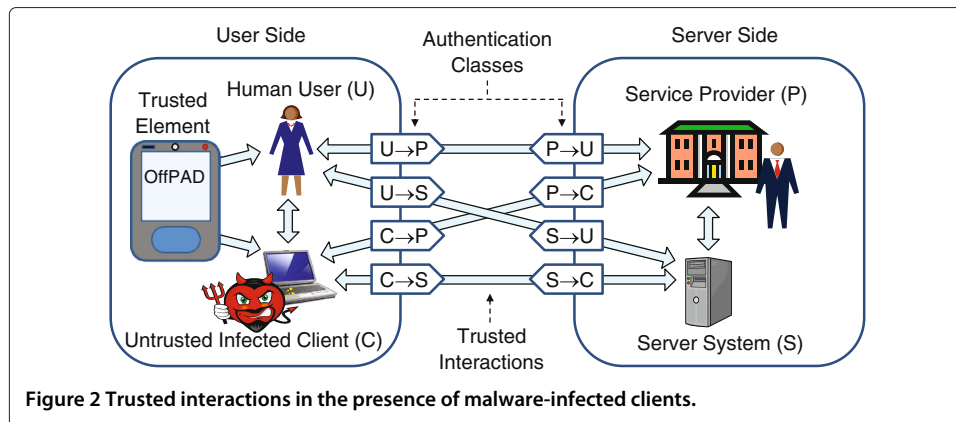 User Side
Authentication
Classes
Server Side
Trusted
Element
Human User (U)
Service Provider (P)
OffPAD
U→P
P→U
U→S
P→C
C→P
S→U
C→S
S→C
Untrusted Infected Client (C)
Trusted
Interactions
Server System (S)
Figure 2 Trusted interactions in the presence of malware-infected clients.